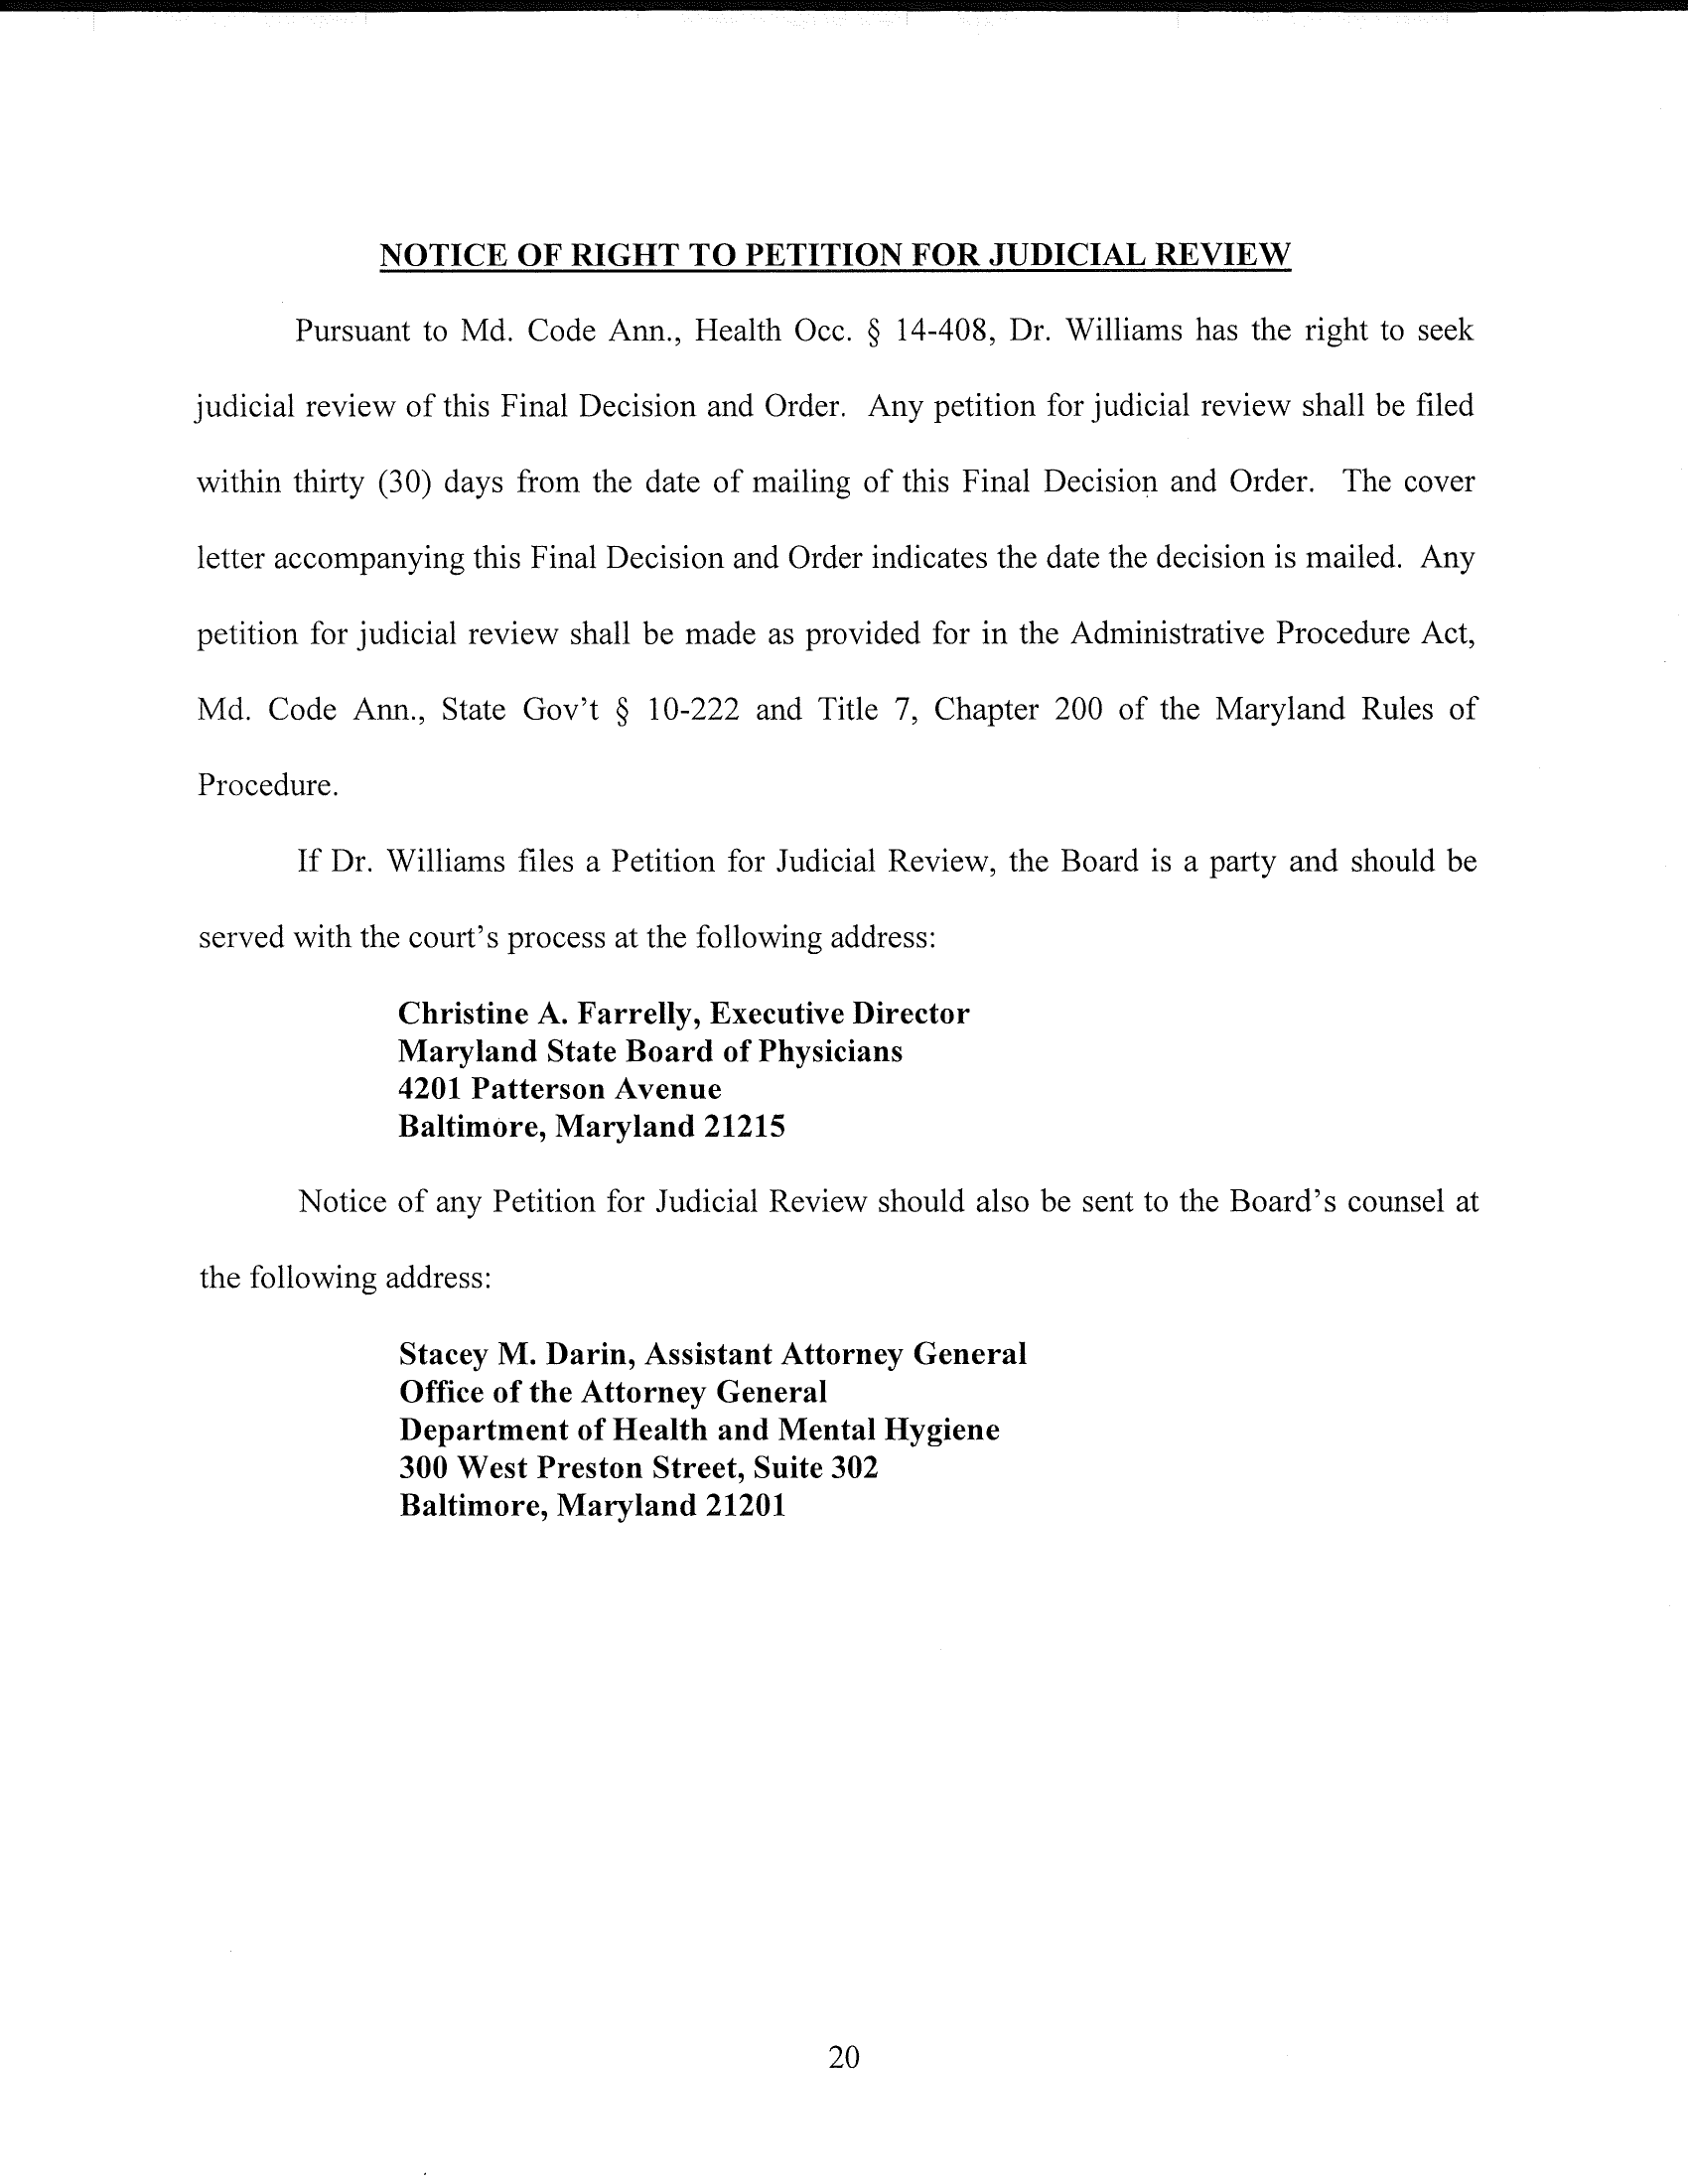 NOTICE OF RIGHT TO PETITION FOR JUDICIAL REVIEW
Pursuant to Md. Code Ann., Health Occ. § 14-408, Dr. Williams has the right to seek
judicial review of this Final Decision and Order. Any petition for judicial review shall be filed
within thirty (30) days from the date of mailing of this Final Decision and Order. The cover
letter accompanying this Final Decision and Order indicates the date the decision is mailed. Any
petition for judicial review shall be made as provided for in the Administrative Procedure Act,
Md. Code Ann., State Gov't § 10-222 and Title 7, Chapter 200 of the Maryland Rules of
Procedure.
If Dr. Williams files a Petition for Judicial Review, the Board is a party and should be
served with the court's process at the following address:
Christine A. Farrelly, Executive Director
Maryland State Board of Physicians
4201 Patterson Avenue
Baltimore, Maryland 21215
Notice of any Petition for Judicial Review should also be sent to the Board's counsel at
the following address:
Stacey M. Darin, Assistant Attorney General
Office of the Attorney General
Department of Health and Mental Hygiene
300 West Preston Street, Suite 302
Baltimore, Maryland 21201
20